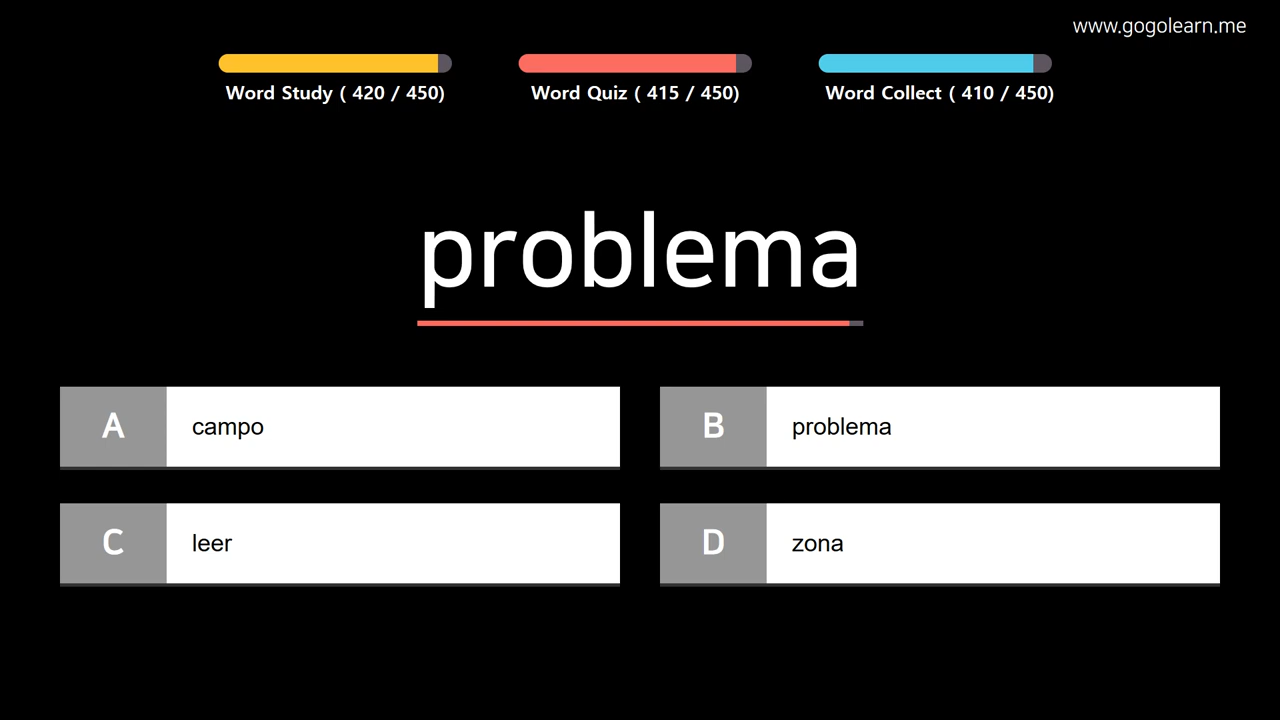 www.gogolearn.me
Word Study ( 420 / 450)
Word Quiz ( 415 / 450)
Word Collect ( 410 / 450)
problema
A campo
B problema
C leer
D zona